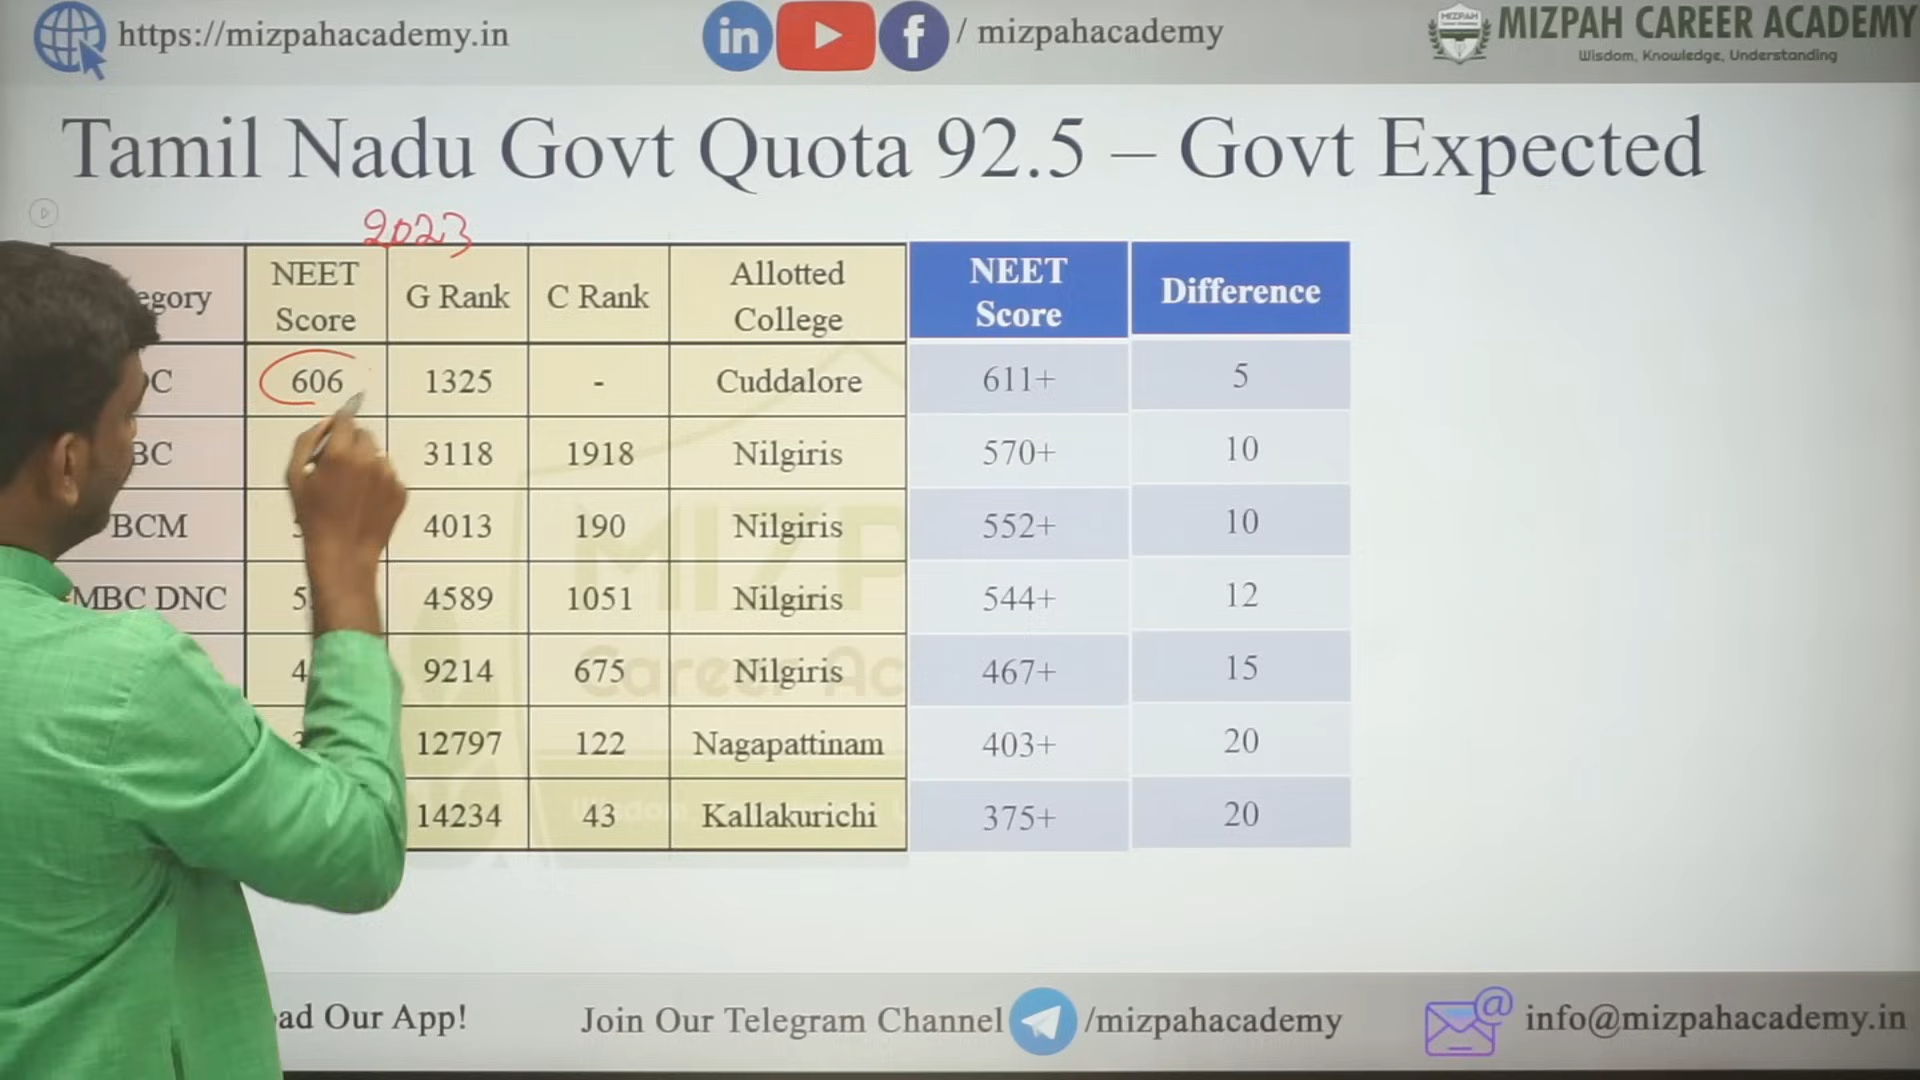 https://mizpahacademy.in
in f / mizpahacademy
MIZPAH CAREER ACADEMY
Wisdom, Knowledge, Understanding
Tamil Nadu Govt Quota 92.5 – Govt Expected
2023
NEET Score G Rank C Rank Allotted College NEET Score Difference
606 1325 - Cuddalore 611+ 5
3118 1918 Nilgiris 570+ 10
BCM 4013 190 Nilgiris 552+ 10
MBC DNC 4589 1051 Nilgiris 544+ 12
9214 675 Nilgiris 467+ 15
12797 122 Nagapattinam 403+ 20
14234 43 Kallakurichi 375+ 20
Our App!
Join Our Telegram Channel /mizpahacademy
info@mizpahacademy.in